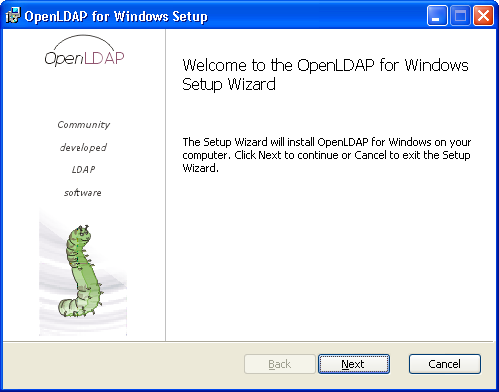 OpenLDAP for Windows Setup
OpenLDAP
Community
developed
LDAP
software
Welcome to the OpenLDAP for Windows
Setup Wizard
The Setup Wizard will install OpenLDAP for Windows on your
computer. Click Next to continue or Cancel to exit the Setup
Wizard.
Back
Next
Cancel